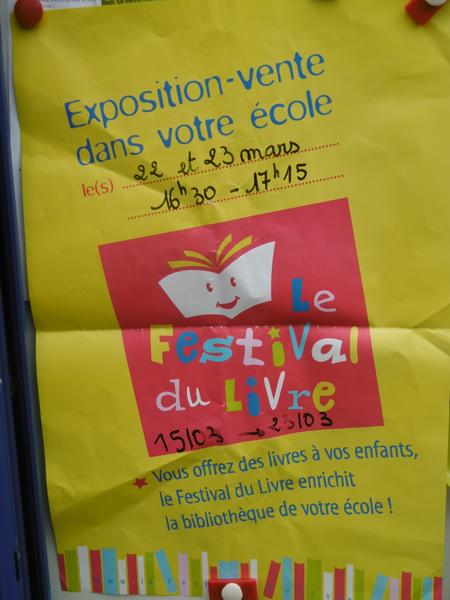 Exposition-vente
dans votre école
le(s) 22 et 23 mars
16h30 - 17h15
Le
Festival
du Livre
15/03 → 23/03
Vous offrez des livres à vos enfants,
le Festival du Livre enrichit
la bibliothèque de votre école !